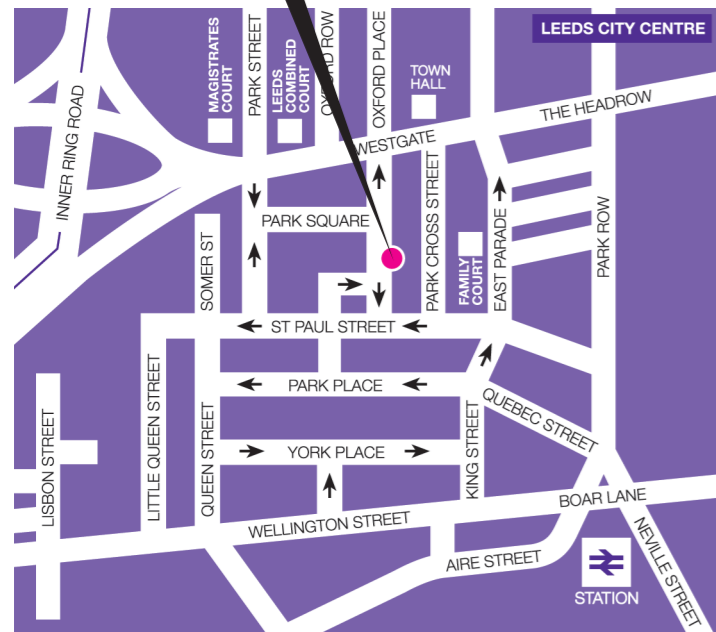 LEEDS CITY CENTRE
INNER RING ROAD
MAGISTRATES
COURT
PARK STREET
LEEDS
COMBINED
COURT
OXFORD ROW
OXFORD PLACE
TOWN
HALL
THE HEADROW
WESTGATE
PARK SQUARE
PARK CROSS STREET
FAMILY
COURT
EAST PARADE
PARK ROW
SOMER ST
ST PAUL STREET
PARK PLACE
LITTLE QUEEN STREET
QUEEN STREET
QUEBEC STREET
LISBON STREET
YORK PLACE
KING STREET
WELLINGTON STREET
BOAR LANE
AIRE STREET
NEVILLE STREET
STATION